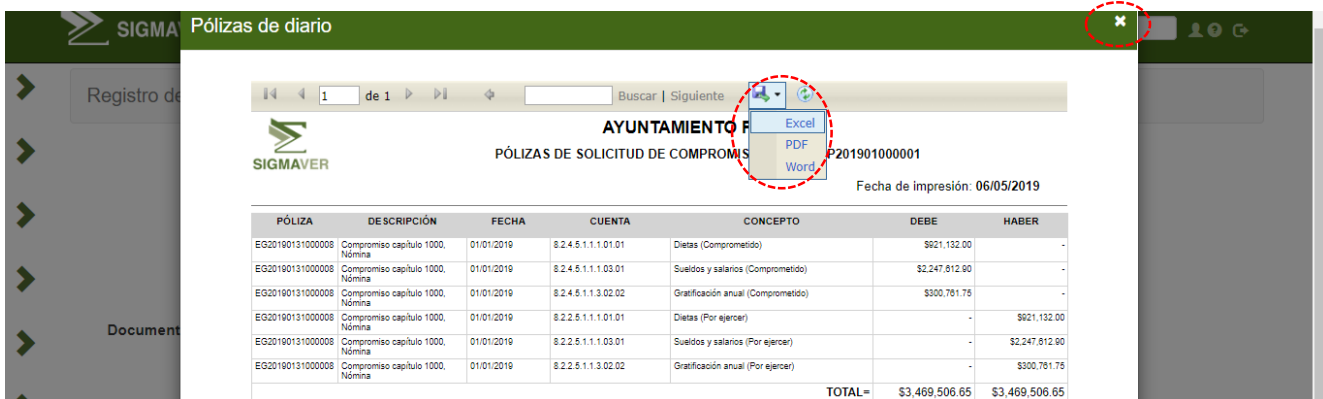 SIGMA
Pólizas de diario
Registro de
1 de 1 Buscar | Siguiente
Excel
PDF
Word
AYUNTAMIENTO
SIGMAVER
PÓLIZAS DE SOLICITUD DE COMPROMIS P201901000001
Fecha de impresión: 06/05/2019
PÓLIZA DESCRIPCIÓN FECHA CUENTA CONCEPTO DEBE HABER
EG20190131000008 Compromiso capítulo 1000, 01/01/2019 8.2.4.5.1.1.1.01.01 Dietas (Comprometido) $921,132.00 -
Nómina
EG20190131000008 Compromiso capítulo 1000, 01/01/2019 8.2.4.5.1.1.1.03.01 Sueldos y salarios (Comprometido) $2,247,612.90 -
Nómina
EG20190131000008 Compromiso capítulo 1000, 01/01/2019 8.2.4.5.1.1.3.02.02 Gratificación anual (Comprometido) $300,761.75 -
Nómina
Document
EG20190131000008 Compromiso capítulo 1000, 01/01/2019 8.2.2.5.1.1.1.01.01 Dietas (Por ejercer) - $921,132.00
Nómina
EG20190131000008 Compromiso capítulo 1000, 01/01/2019 8.2.2.5.1.1.1.03.01 Sueldos y salarios (Por ejercer) - $2,247,612.90
Nómina
EG20190131000008 Compromiso capítulo 1000, 01/01/2019 8.2.2.5.1.1.3.02.02 Gratificación anual (Por ejercer) - $300,761.75
Nómina
TOTAL= $3,469,506.65 $3,469,506.65